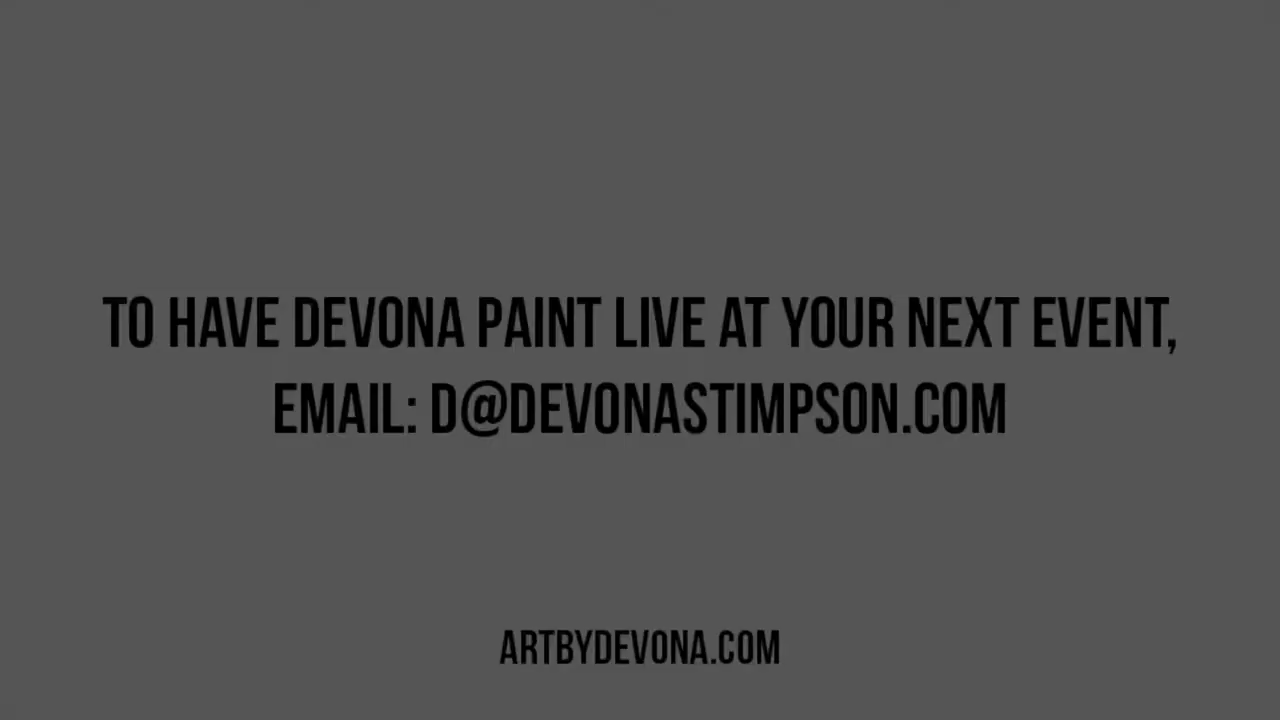 TO HAVE DEVONA PAINT LIVE AT YOUR NEXT EVENT,
EMAIL: D@DEVONASTIMPSON.COM
ARTBYDEVONA.COM